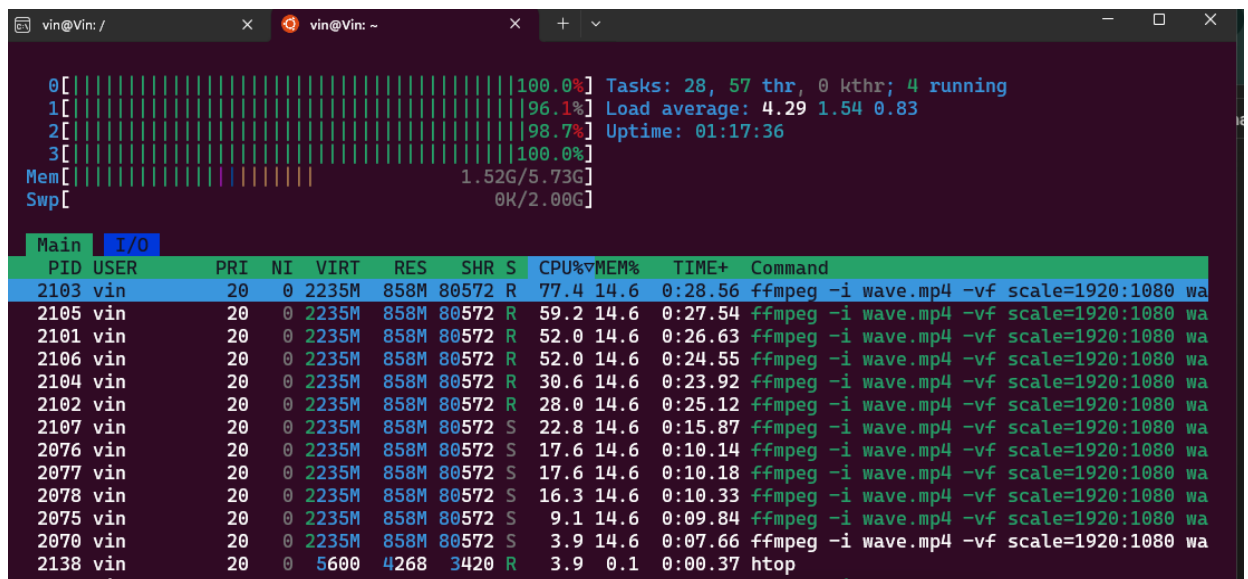 vin@Vin: /
vin@Vin: ~
0[||||||||||||||||||||||||||||||||||||||||100.0%] Tasks: 28, 57 thr, 0 kthr; 4 running
1[|||||||||||||||||||||||||||||||||||||||||96.1%] Load average: 4.29 1.54 0.83
2[|||||||||||||||||||||||||||||||||||||||||98.7%] Uptime: 01:17:36
3[||||||||||||||||||||||||||||||||||||||||100.0%]
Mem[||||||||||||||||||||||| 1.52G/5.73G]
Swp[ 0K/2.00G]
Main I/O
PID USER PRI NI VIRT RES SHR S CPU%▽MEM% TIME+ Command
2103 vin 20 0 2235M 858M 80572 R 77.4 14.6 0:28.56 ffmpeg -i wave.mp4 -vf scale=1920:1080 wa
2105 vin 20 0 2235M 858M 80572 R 59.2 14.6 0:27.54 ffmpeg -i wave.mp4 -vf scale=1920:1080 wa
2101 vin 20 0 2235M 858M 80572 R 52.0 14.6 0:26.63 ffmpeg -i wave.mp4 -vf scale=1920:1080 wa
2106 vin 20 0 2235M 858M 80572 R 52.0 14.6 0:24.55 ffmpeg -i wave.mp4 -vf scale=1920:1080 wa
2104 vin 20 0 2235M 858M 80572 R 30.6 14.6 0:23.92 ffmpeg -i wave.mp4 -vf scale=1920:1080 wa
2102 vin 20 0 2235M 858M 80572 R 28.0 14.6 0:25.12 ffmpeg -i wave.mp4 -vf scale=1920:1080 wa
2107 vin 20 0 2235M 858M 80572 S 22.8 14.6 0:15.87 ffmpeg -i wave.mp4 -vf scale=1920:1080 wa
2076 vin 20 0 2235M 858M 80572 S 17.6 14.6 0:10.14 ffmpeg -i wave.mp4 -vf scale=1920:1080 wa
2077 vin 20 0 2235M 858M 80572 S 17.6 14.6 0:10.18 ffmpeg -i wave.mp4 -vf scale=1920:1080 wa
2078 vin 20 0 2235M 858M 80572 S 16.3 14.6 0:10.33 ffmpeg -i wave.mp4 -vf scale=1920:1080 wa
2075 vin 20 0 2235M 858M 80572 S 9.1 14.6 0:09.84 ffmpeg -i wave.mp4 -vf scale=1920:1080 wa
2070 vin 20 0 2235M 858M 80572 S 3.9 14.6 0:07.66 ffmpeg -i wave.mp4 -vf scale=1920:1080 wa
2138 vin 20 0 5600 4268 3420 R 3.9 0.1 0:00.37 htop